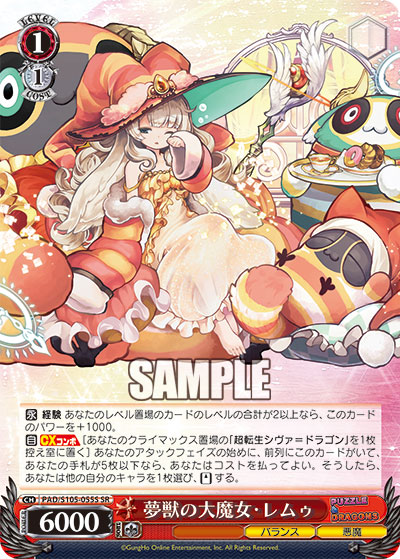 LEVEL
1
1
COST
SAMPLE
永 経験 あなたのレベル置場のカードのレベルの合計が2以上なら、このカード
のパワーを+1000。
自 CXコンボ [あなたのクライマックス置場の「超転生シヴァ=ドラゴン」を1枚
控え室に置く] あなたのアタックフェイズの始めに、前列にこのカードがいて、
あなたの手札が5枚以下なら、あなたはコストを払ってよい。そうしたら、
あなたは他の自分のキャラを1枚選び、【】する。
CH PAD/S105-055S SR
6000
夢獣の大魔女・レムゥ
PUZZLE & DRAGONS
バランス 悪魔
©GungHo Online Entertainment, Inc. All Rights Reserved.